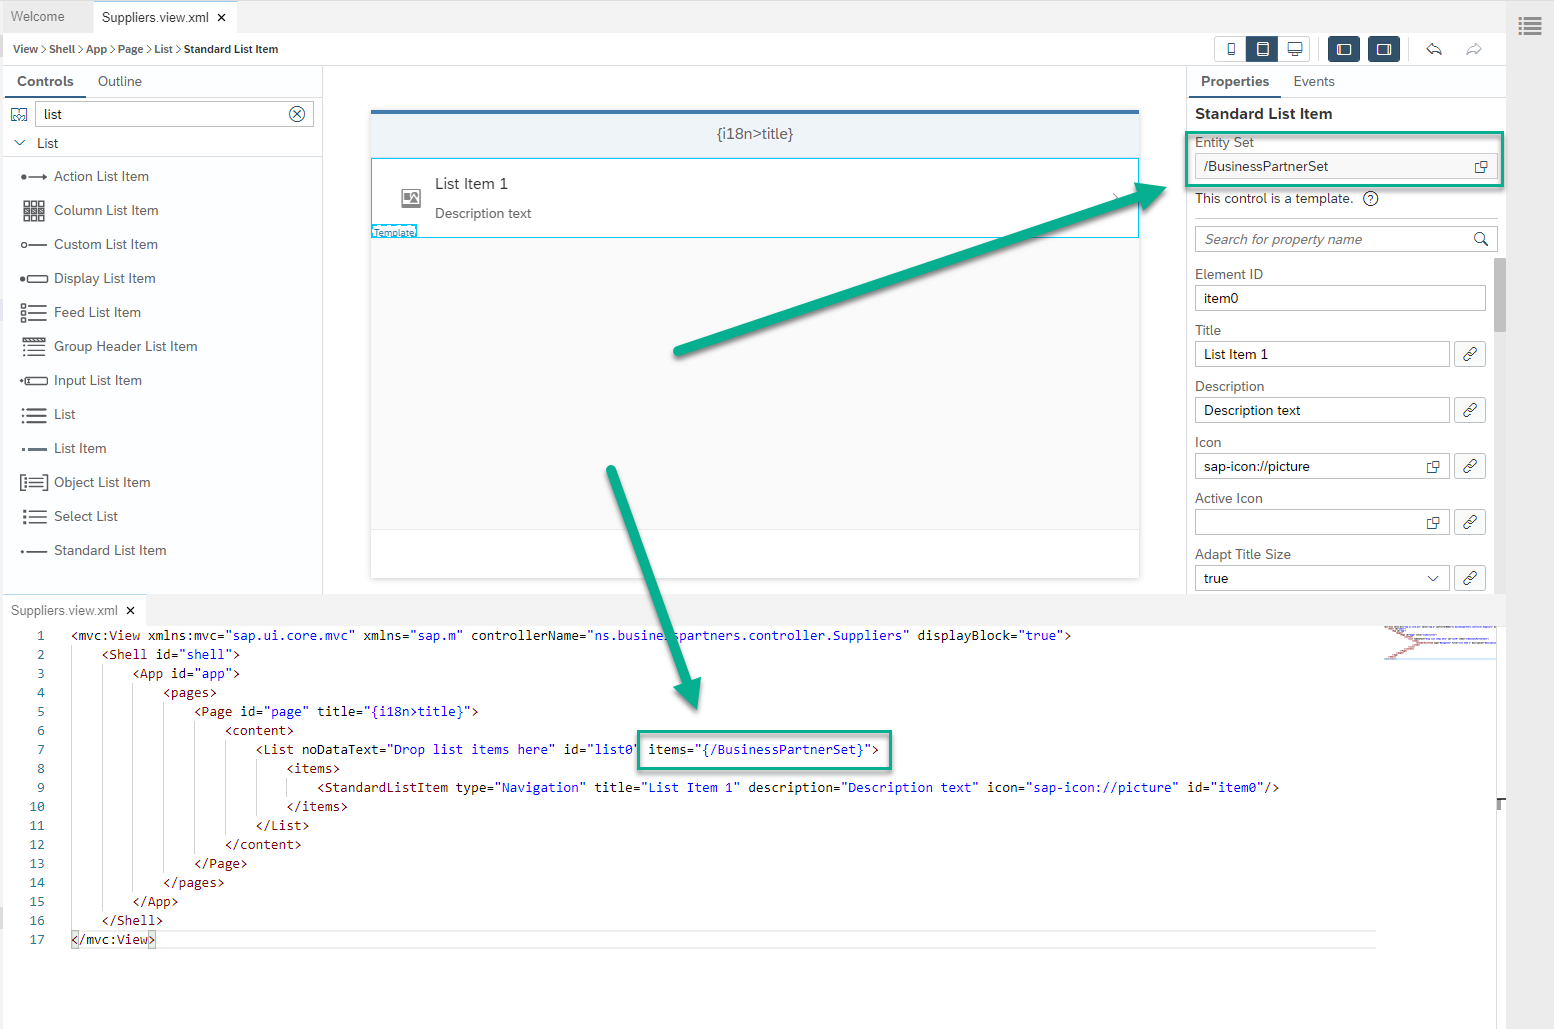 Welcome
Suppliers.view.xml
View > Shell > App > Page > List > Standard List Item
Controls
Outline
list
List
Action List Item
Column List Item
Custom List Item
Display List Item
Feed List Item
Group Header List Item
Input List Item
List
List Item
Object List Item
Select List
Standard List Item
{i18n>title}
List Item 1
Description text
Template
Properties
Events
Standard List Item
Entity Set
/BusinessPartnerSet
This control is a template.
Search for property name
Element ID
item0
Title
List Item 1
Description
Description text
Icon
sap-icon://picture
Active Icon
Adapt Title Size
true
Suppliers.view.xml
1 <mvc:View xmlns:mvc="sap.ui.core.mvc" xmlns="sap.m" controllerName="ns.businesspartners.controller.Suppliers" displayBlock="true">
2 <Shell id="shell">
3 <App id="app">
4 <pages>
5 <Page id="page" title="{i18n>title}">
6 <content>
7 <List noDataText="Drop list items here" id="list0" items="{/BusinessPartnerSet}">
8 <items>
9 <StandardListItem type="Navigation" title="List Item 1" description="Description text" icon="sap-icon://picture" id="item0"/>
10 </items>
11 </List>
12 </content>
13 </Page>
14 </pages>
15 </App>
16 </Shell>
17 </mvc:View>